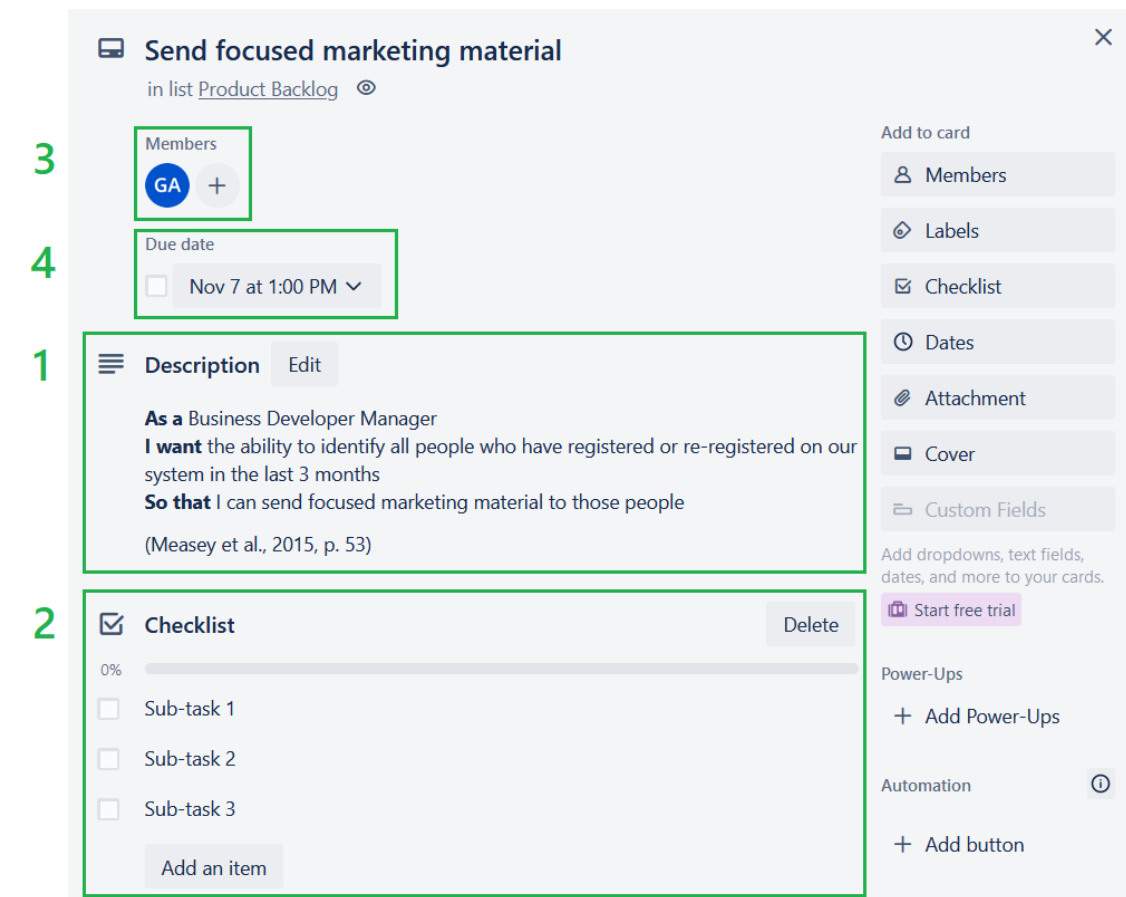 Send focused marketing material
in list Product Backlog
3
Members
GA +
4
Due date
Nov 7 at 1:00 PM
1
Description Edit
As a Business Developer Manager
I want the ability to identify all people who have registered or re-registered on our
system in the last 3 months
So that I can send focused marketing material to those people
(Measey et al., 2015, p. 53)
2
Checklist Delete
0%
Sub-task 1
Sub-task 2
Sub-task 3
Add an item
Add to card
Members
Labels
Checklist
Dates
Attachment
Cover
Custom Fields
Add dropdowns, text fields,
dates, and more to your cards.
Start free trial
Power-Ups
+ Add Power-Ups
Automation
+ Add button